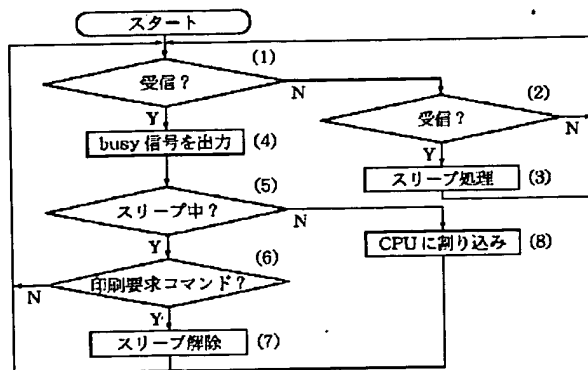 スタート
(1)
受信？
N
(2)
Y
受信？
N
busy 信号を出力
(4)
Y
(5)
スリープ処理
(3)
スリープ中？
N
Y
(6)
CPU に割り込み
(8)
印刷要求コマンド？
N
Y
スリープ解除
(7)